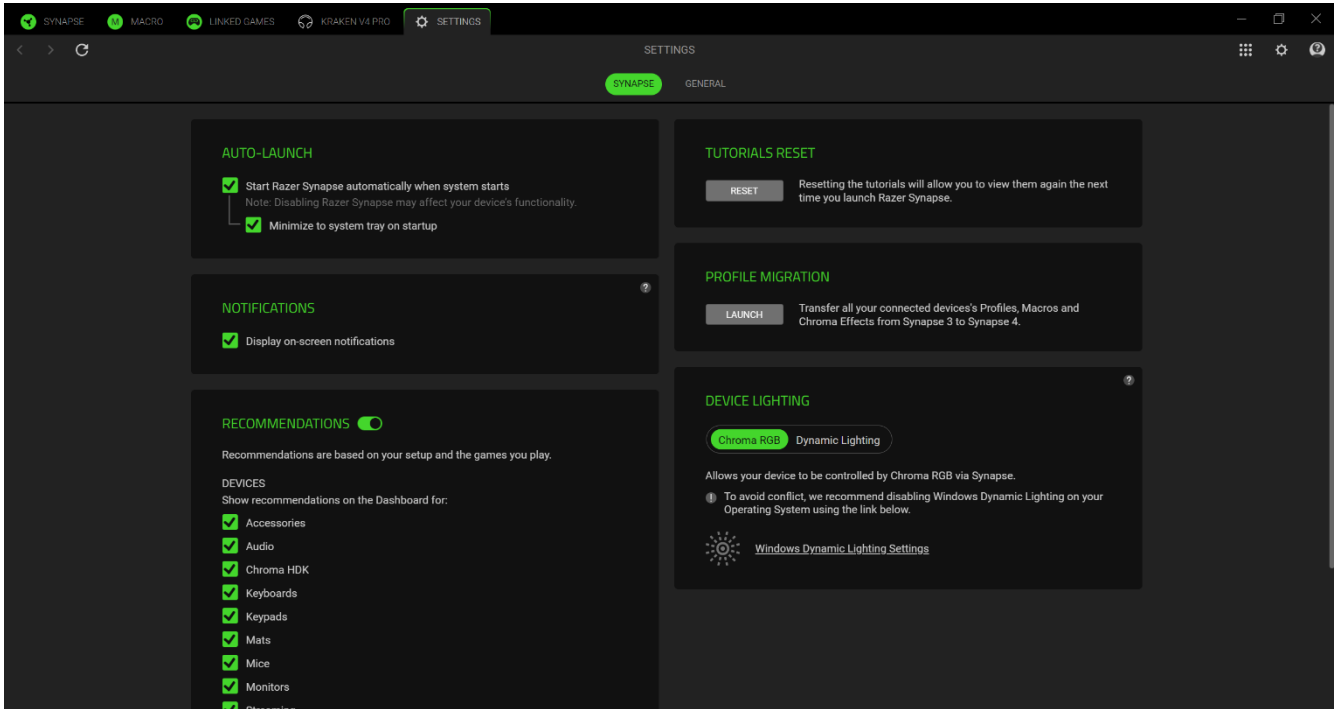 SYNAPSE
M MACRO
LINKED GAMES
KRAKEN V4 PRO
SETTINGS
SETTINGS
SYNAPSE
GENERAL
AUTO-LAUNCH
Start Razer Synapse automatically when system starts
Note: Disabling Razer Synapse may affect your device's functionality.
Minimize to system tray on startup
?
NOTIFICATIONS
Display on-screen notifications
RECOMMENDATIONS
Recommendations are based on your setup and the games you play.
DEVICES
Show recommendations on the Dashboard for:
Accessories
Audio
Chroma HDK
Keyboards
Keypads
Mats
Mice
Monitors
Streaming
TUTORIALS RESET
RESET
Resetting the tutorials will allow you to view them again the next
time you launch Razer Synapse.
PROFILE MIGRATION
LAUNCH
Transfer all your connected devices's Profiles, Macros and
Chroma Effects from Synapse 3 to Synapse 4.
?
DEVICE LIGHTING
Chroma RGB
Dynamic Lighting
Allows your device to be controlled by Chroma RGB via Synapse.
To avoid conflict, we recommend disabling Windows Dynamic Lighting on your
Operating System using the link below.
Windows Dynamic Lighting Settings